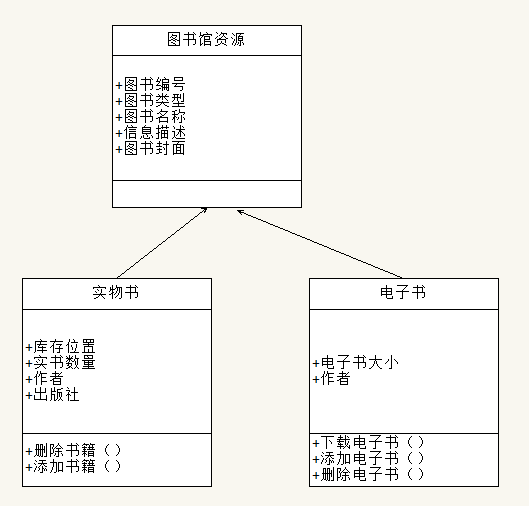 图书馆资源
+图书编号
+图书类型
+图书名称
+信息描述
+图书封面
实物书
+库存位置
+实书数量
+作者
+出版社
+删除书籍（）
+添加书籍（）
电子书
+电子书大小
+作者
+下载电子书（）
+添加电子书（）
+删除电子书（）